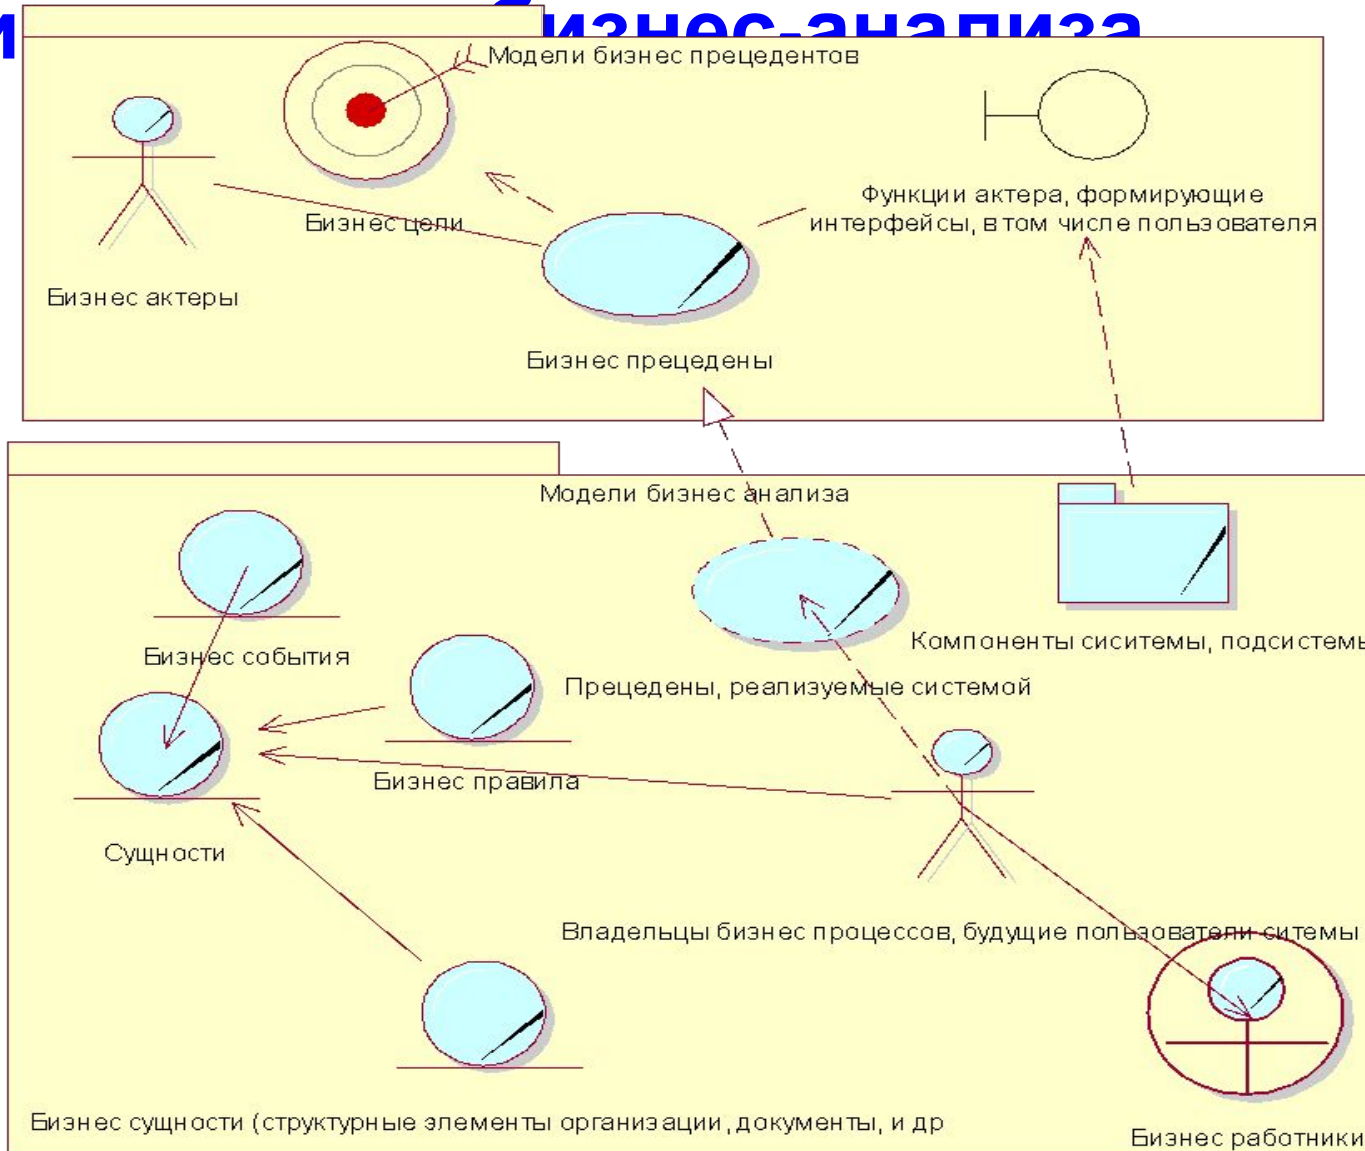 и бизнес-анализа
Модели бизнес прецедентов
Функции актера, формирующие
интерфейсы, в том числе пользователя
Бизнес цели
Бизнес актеры
Бизнес прецедены
Модели бизнес анализа
Компоненты сиситемы, подсистемы
Бизнес события
Прецедены, реализуемые системой
Бизнес правила
Сущности
Владельцы бизнес процессов, будущие пользователи ситемы
Бизнес сущности (структурные элементы организации, документы, и др
Бизнес работники